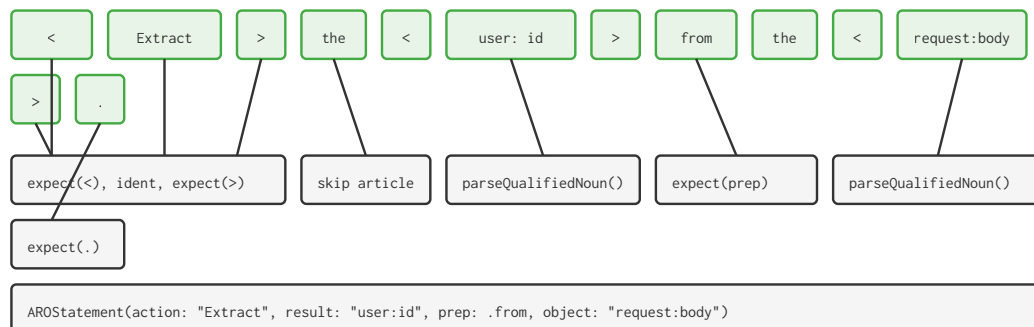 < Extract > the < user: id > from the < request:body
> .
expect(<), ident, expect(>) skip article parseQualifiedNoun() expect(prep) parseQualifiedNoun()
expect(.)
AROStatement(action: "Extract", result: "user:id", prep: .from, object: "request:body")